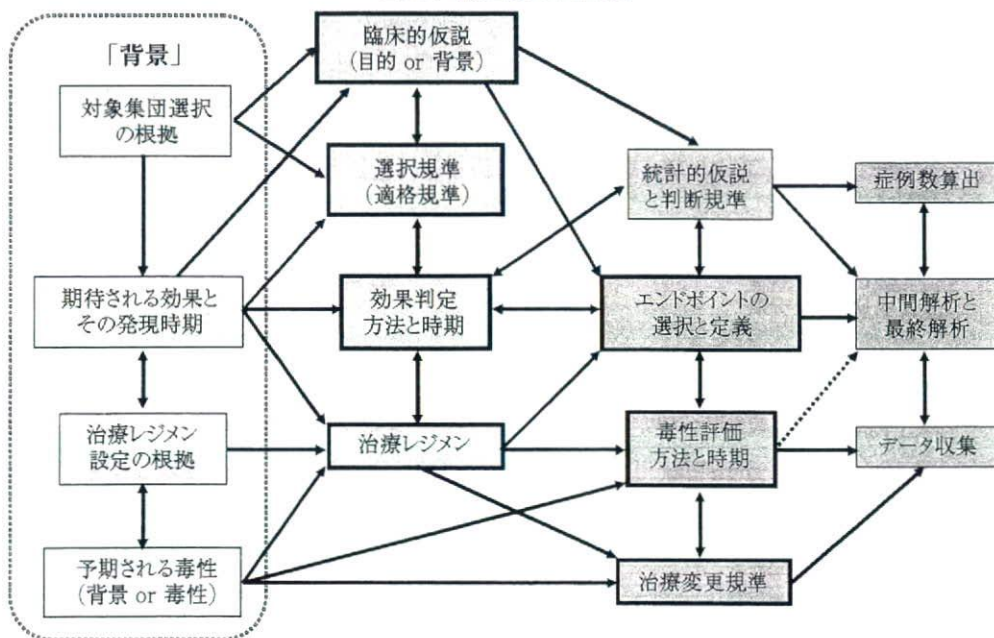 「背景」
対象集団選択
の根拠
期待される効果と
その発現時期
治療レジメン
設定の根拠
予期される毒性
(背景 or 毒性)
臨床的仮説
(目的 or 背景)
選択規準
(適格規準)
効果判定
方法と時期
治療レジメン
統計的仮説
と判断規準
エンドポイントの
選択と定義
毒性評価
方法と時期
治療変更規準
症例数算出
中間解析と
最終解析
データ収集